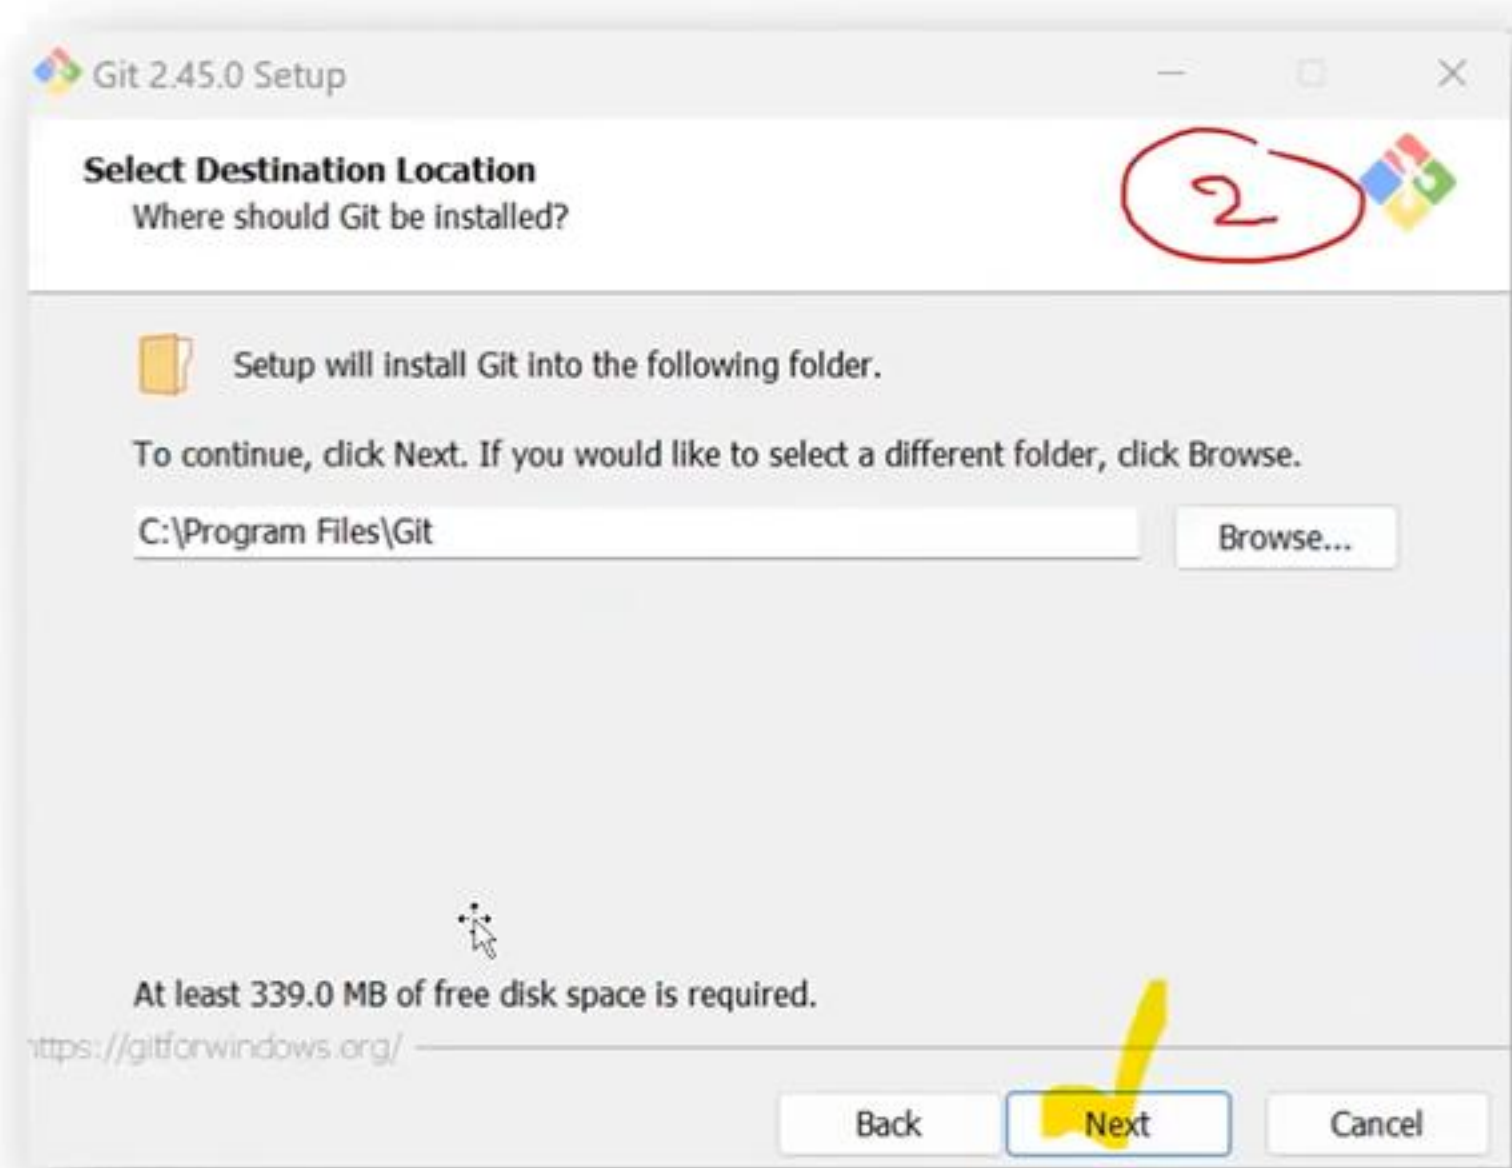 Git 2.45.0 Setup
Select Destination Location
Where should Git be installed?
2
Setup will install Git into the following folder.
To continue, click Next. If you would like to select a different folder, click Browse.
C:\Program Files\Git
Browse...
At least 339.0 MB of free disk space is required.
https://gitforwindows.org/
Back
Next
Cancel